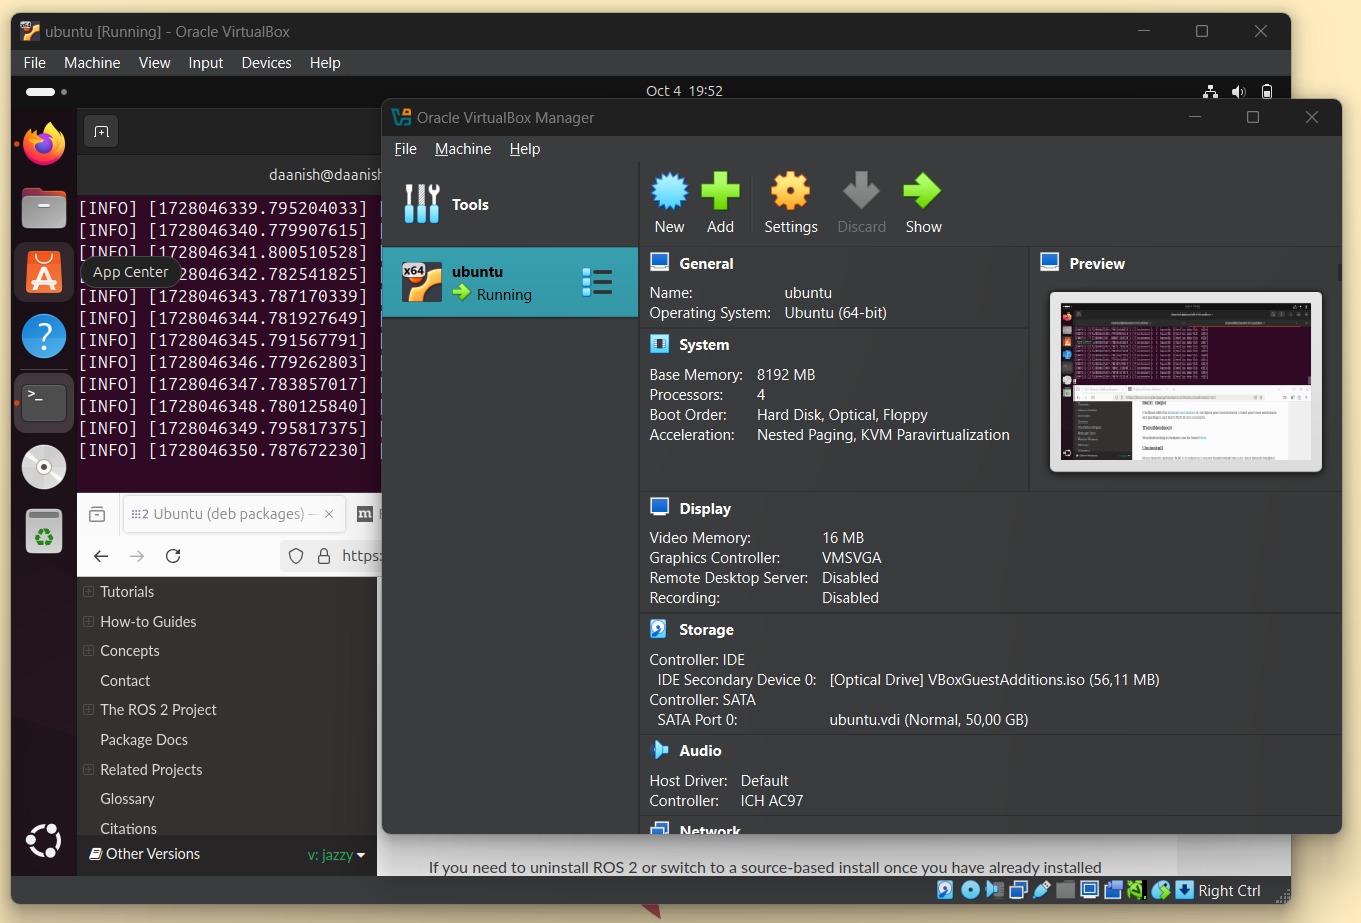 ubuntu [Running] - Oracle VirtualBox
File Machine View Input Devices Help
Oct 4 19:52
daanish@daanish
[INFO] [1728046339.795204033]
[INFO] [1728046340.779907615]
[INFO] [1728046341.800510528]
[INFO] [1728046342.782541825]
[INFO] [1728046343.787170339]
[INFO] [1728046344.781927649]
[INFO] [1728046345.791567791]
[INFO] [1728046346.779262803]
[INFO] [1728046347.783857017]
[INFO] [1728046348.780125840]
[INFO] [1728046349.795817375]
[INFO] [1728046350.787672230]
App Center
Ubuntu (deb packages) —
https:
Tutorials
How-to Guides
Concepts
Contact
The ROS 2 Project
Package Docs
Related Projects
Glossary
Citations
Other Versions v: jazzy
Oracle VirtualBox Manager
File Machine Help
Tools
x64 ubuntu
Running
New Add Settings Discard Show
General
Name: ubuntu
Operating System: Ubuntu (64-bit)
System
Base Memory: 8192 MB
Processors: 4
Boot Order: Hard Disk, Optical, Floppy
Acceleration: Nested Paging, KVM Paravirtualization
Preview
Troubleshoot
Uninstall
Display
Video Memory: 16 MB
Graphics Controller: VMSVGA
Remote Desktop Server: Disabled
Recording: Disabled
Storage
Controller: IDE
IDE Secondary Device 0: [Optical Drive] VBoxGuestAdditions.iso (56,11 MB)
Controller: SATA
SATA Port 0: ubuntu.vdi (Normal, 50,00 GB)
Audio
Host Driver: Default
Controller: ICH AC97
Network
If you need to uninstall ROS 2 or switch to a source-based install once you have already installed
Right Ctrl